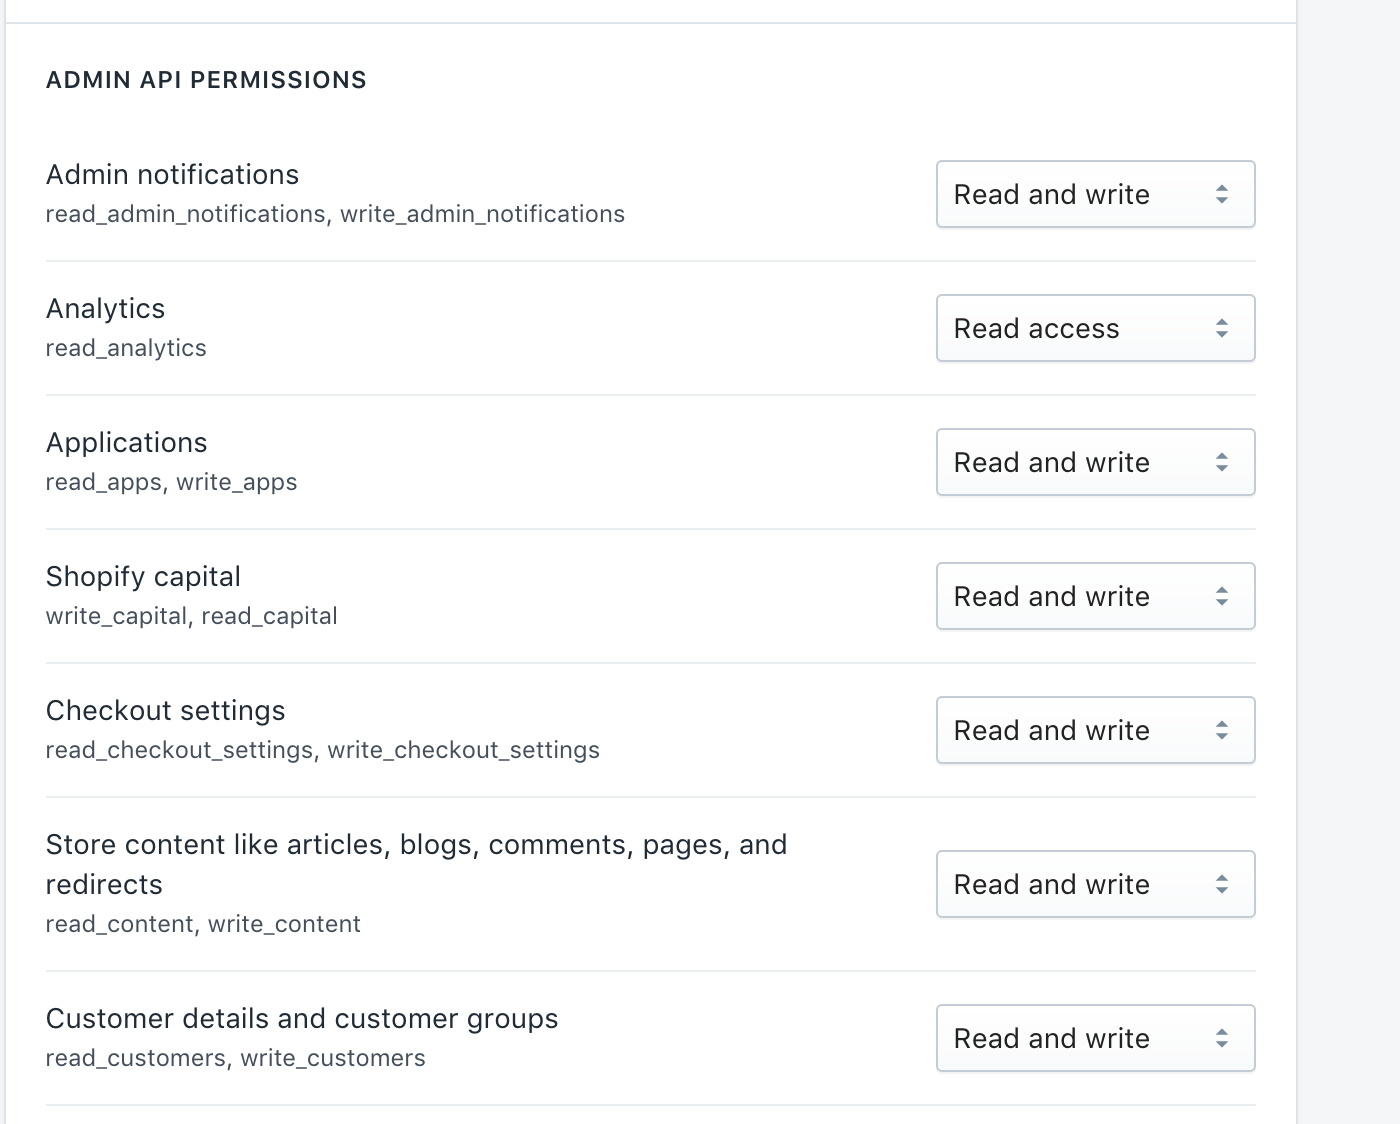 ADMIN API PERMISSIONS
Admin notifications
read_admin_notifications, write_admin_notifications
Read and write
Analytics
read_analytics
Read access
Applications
read_apps, write_apps
Read and write
Shopify capital
write_capital, read_capital
Read and write
Checkout settings
read_checkout_settings, write_checkout_settings
Read and write
Store content like articles, blogs, comments, pages, and
redirects
read_content, write_content
Read and write
Customer details and customer groups
read_customers, write_customers
Read and write